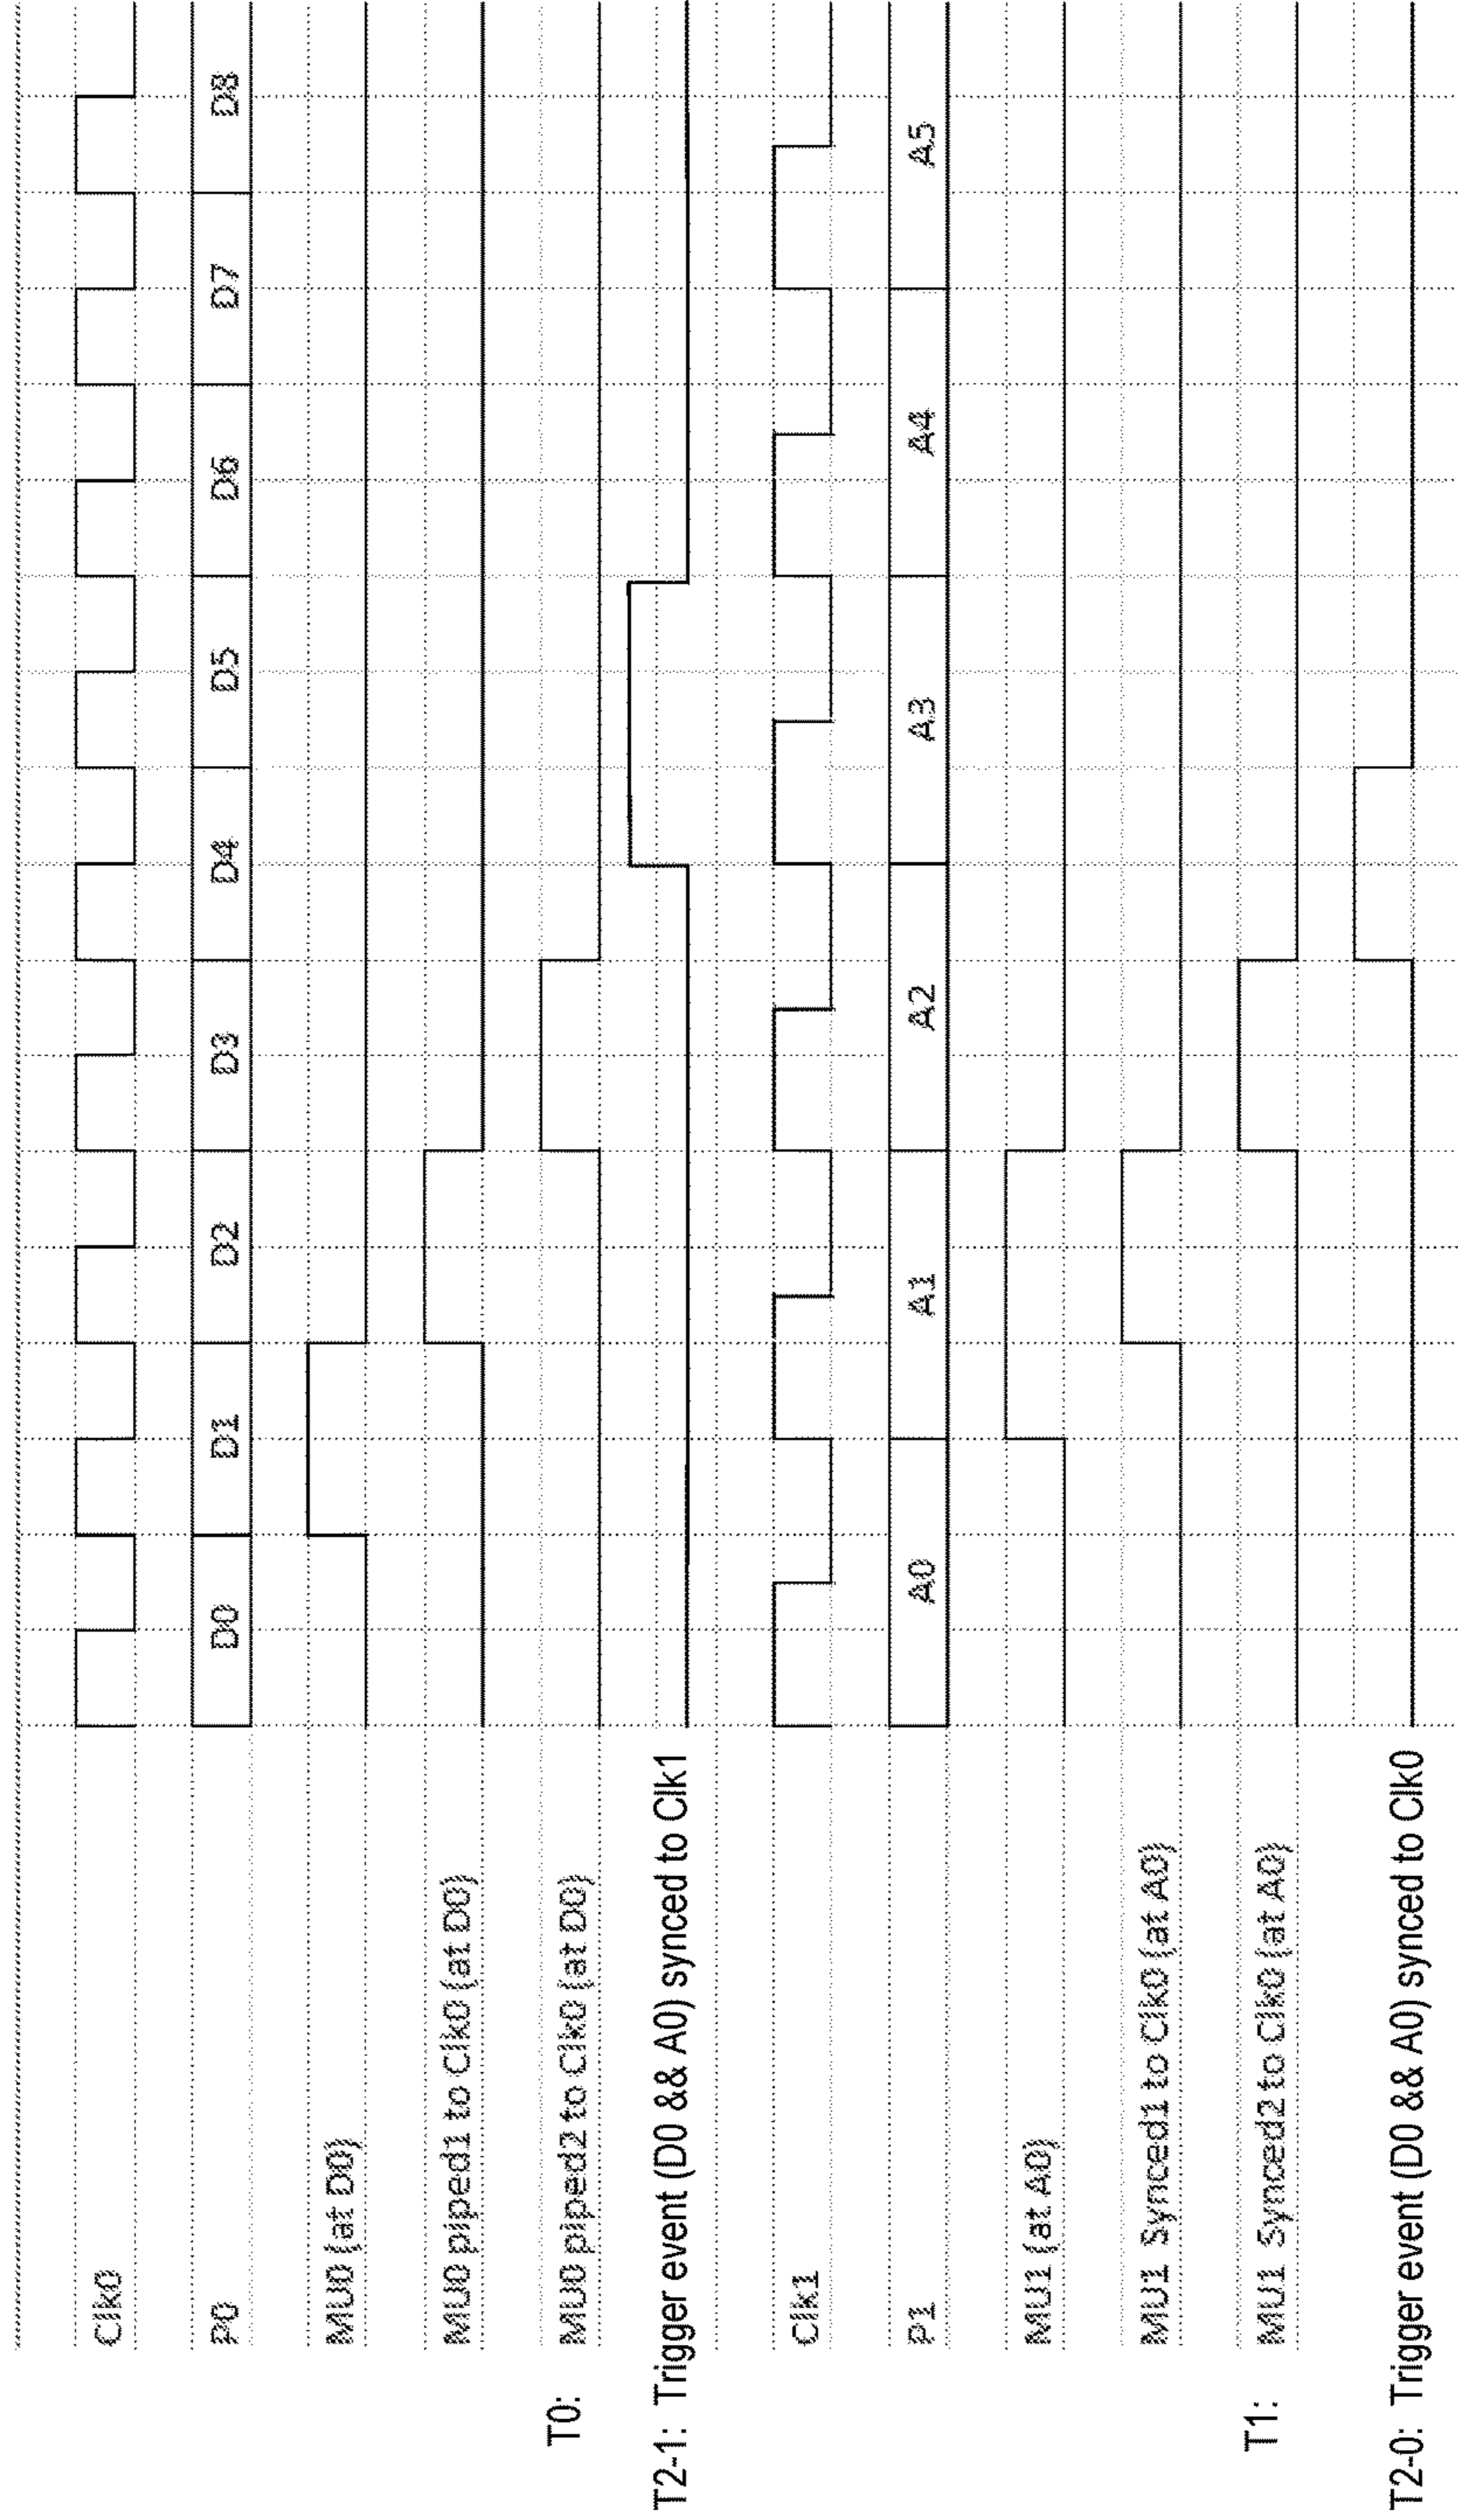 Clk0
P0 D0 D1 D2 D3 D4 D5 D6 D7 D8
MU0 (at D0)
MU0 piped1 to Clk0 (at D0)
T0: MU0 piped2 to Clk0 (at D0)
T2-1: Trigger event (D0 && A0) synced to Clk1
Clk1
P1 A0 A1 A2 A3 A4 A5
MU1 (at A0)
MU1 Synced1 to Clk0 (at A0)
T1: MU1 Synced2 to Clk0 (at A0)
T2-0: Trigger event (D0 && A0) synced to Clk0